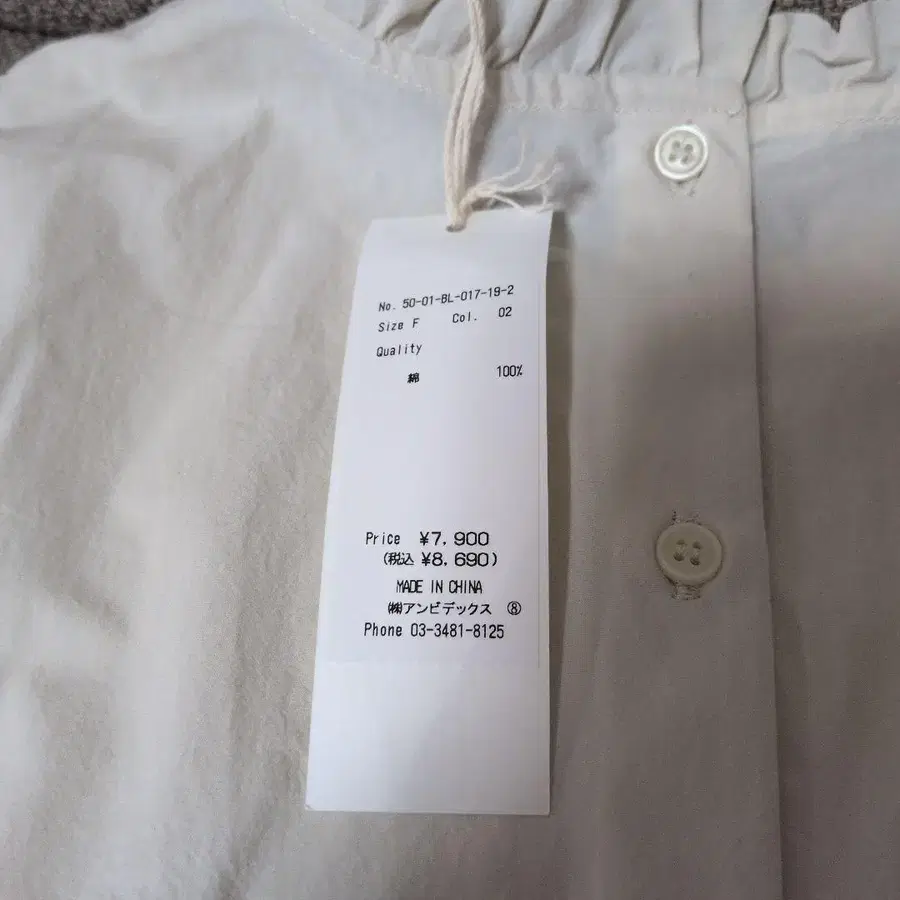 No. 50-01-BL-017-19-2
Size F Col. 02
Quality
綿 100%
Price ¥7,900
(税込 ¥8,690)
MADE IN CHINA
㈱アンビデックス ⑧
Phone 03-3481-8125